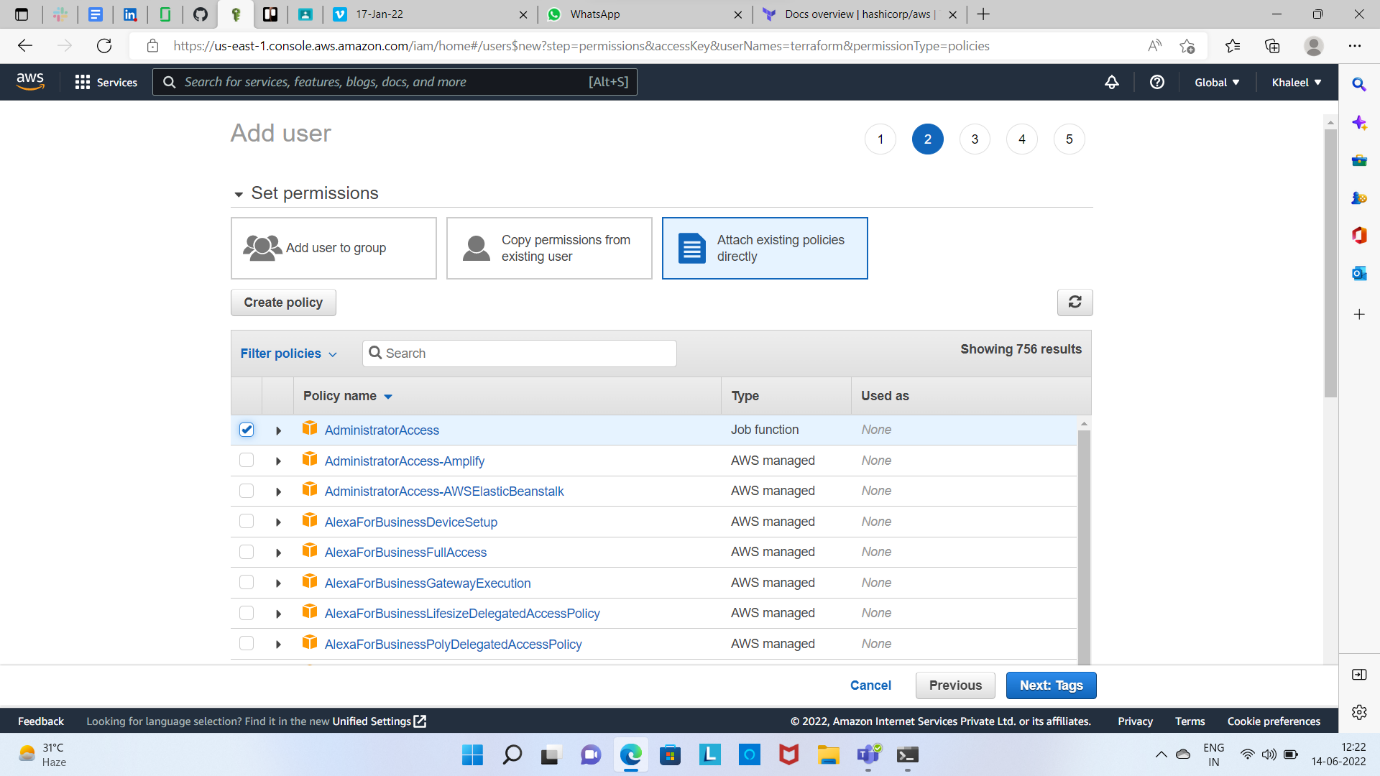 17-Jan-22
WhatsApp
Docs overview | hashicorp/aws |
https://us-east-1.console.aws.amazon.com/iam/home#/users$new?step=permissions&accessKey&userNames=terraform&permissionType=policies
aws
Services
Search for services, features, blogs, docs, and more
[Alt+S]
Global
Khaleel
Add user
1
2
3
4
5
Set permissions
Add user to group
Copy permissions from
existing user
Attach existing policies
directly
Create policy
Filter policies
Search
Showing 756 results
Policy name
Type
Used as
AdministratorAccess
Job function
None
AdministratorAccess-Amplify
AWS managed
None
AdministratorAccess-AWSElasticBeanstalk
AWS managed
None
AlexaForBusinessDeviceSetup
AWS managed
None
AlexaForBusinessFullAccess
AWS managed
None
AlexaForBusinessGatewayExecution
AWS managed
None
AlexaForBusinessLifesizeDelegatedAccessPolicy
AWS managed
None
AlexaForBusinessPolyDelegatedAccessPolicy
AWS managed
None
Cancel
Previous
Next: Tags
Feedback
Looking for language selection? Find it in the new Unified Settings
© 2022, Amazon Internet Services Private Ltd. or its affiliates.
Privacy
Terms
Cookie preferences
31°C
Haze
ENG
IN
12:22
14-06-2022